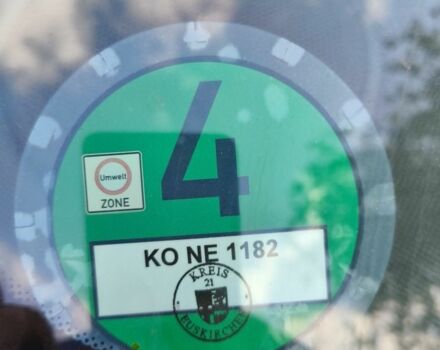 4
Umwelt
ZONE
KO NE 1182
KREIS
21
EUSKIRCHEN